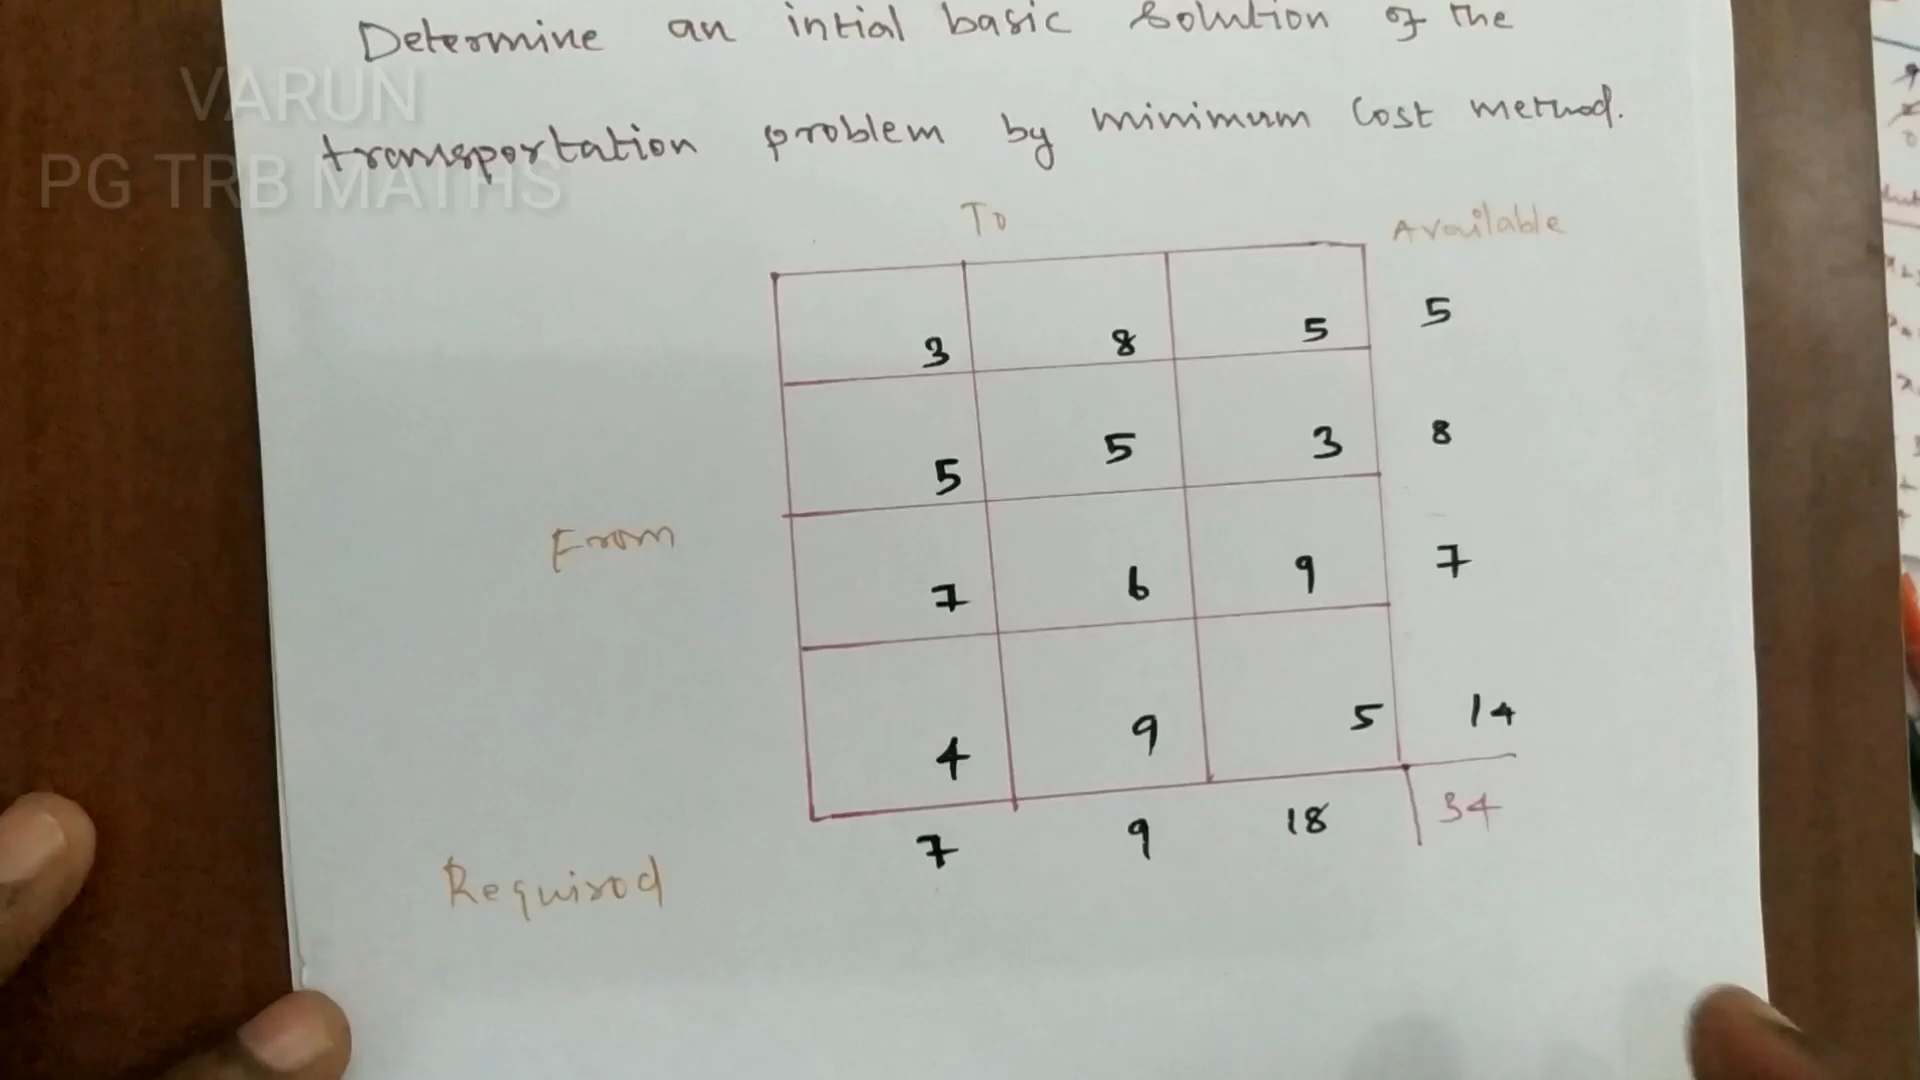 Determine an intial basic solution of the
VARUN
transportation problem by minimum cost method.
PG TRB MATHS
To Available
3 8 5 5
5 5 3 8
From
7 6 9 7
4 9 5 14
7 9 18 34
Required